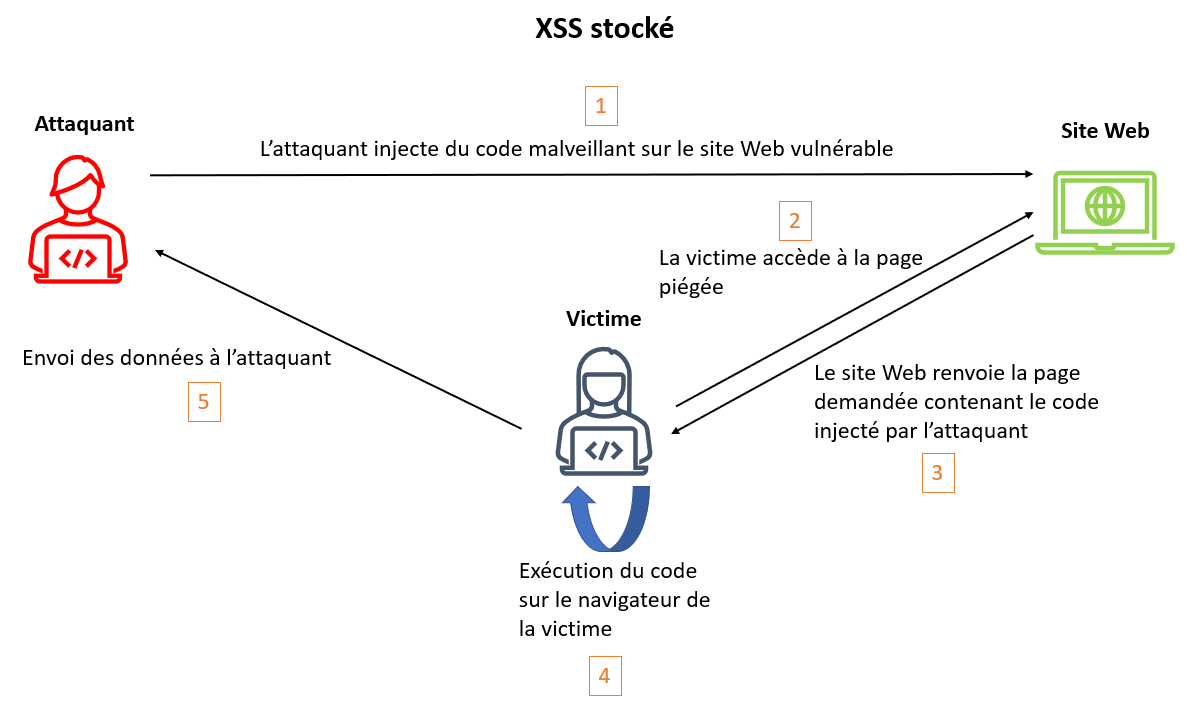 XSS stocké
1
Attaquant
Site Web
L’attaquant injecte du code malveillant sur le site Web vulnérable
2
La victime accède à la page
piégée
Victime
Envoi des données à l’attaquant
5
Le site Web renvoie la page
demandée contenant le code
injecté par l’attaquant
3
</>
</>
Exécution du code
sur le navigateur de
la victime
4